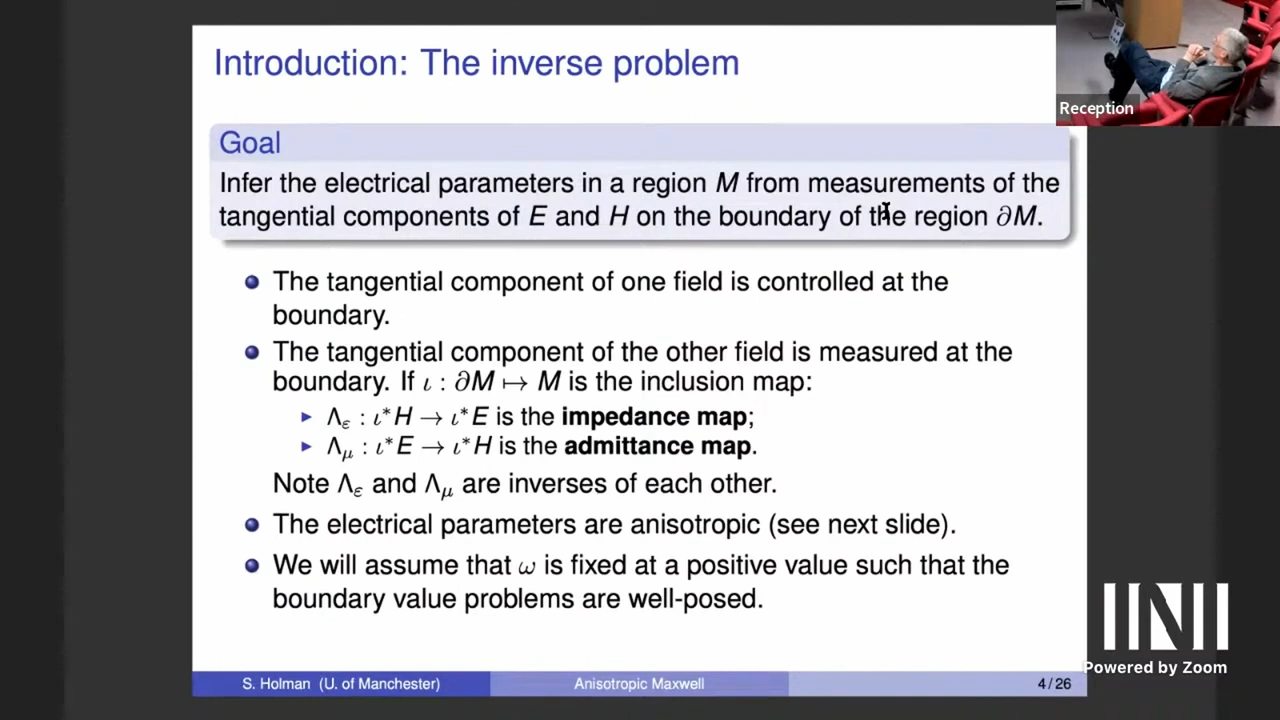 Introduction: The inverse problem
Goal
Infer the electrical parameters in a region M from measurements of the
tangential components of E and H on the boundary of the region ∂M.
The tangential component of one field is controlled at the
boundary.
The tangential component of the other field is measured at the
boundary. If ι : ∂M ↦ M is the inclusion map:
Λ_ε : ι*H → ι*E is the impedance map;
Λ_μ : ι*E → ι*H is the admittance map.
Note Λ_ε and Λ_μ are inverses of each other.
The electrical parameters are anisotropic (see next slide).
We will assume that ω is fixed at a positive value such that the
boundary value problems are well-posed.
S. Holman (U. of Manchester)
Anisotropic Maxwell
4 / 26
Reception
INI
Powered by Zoom